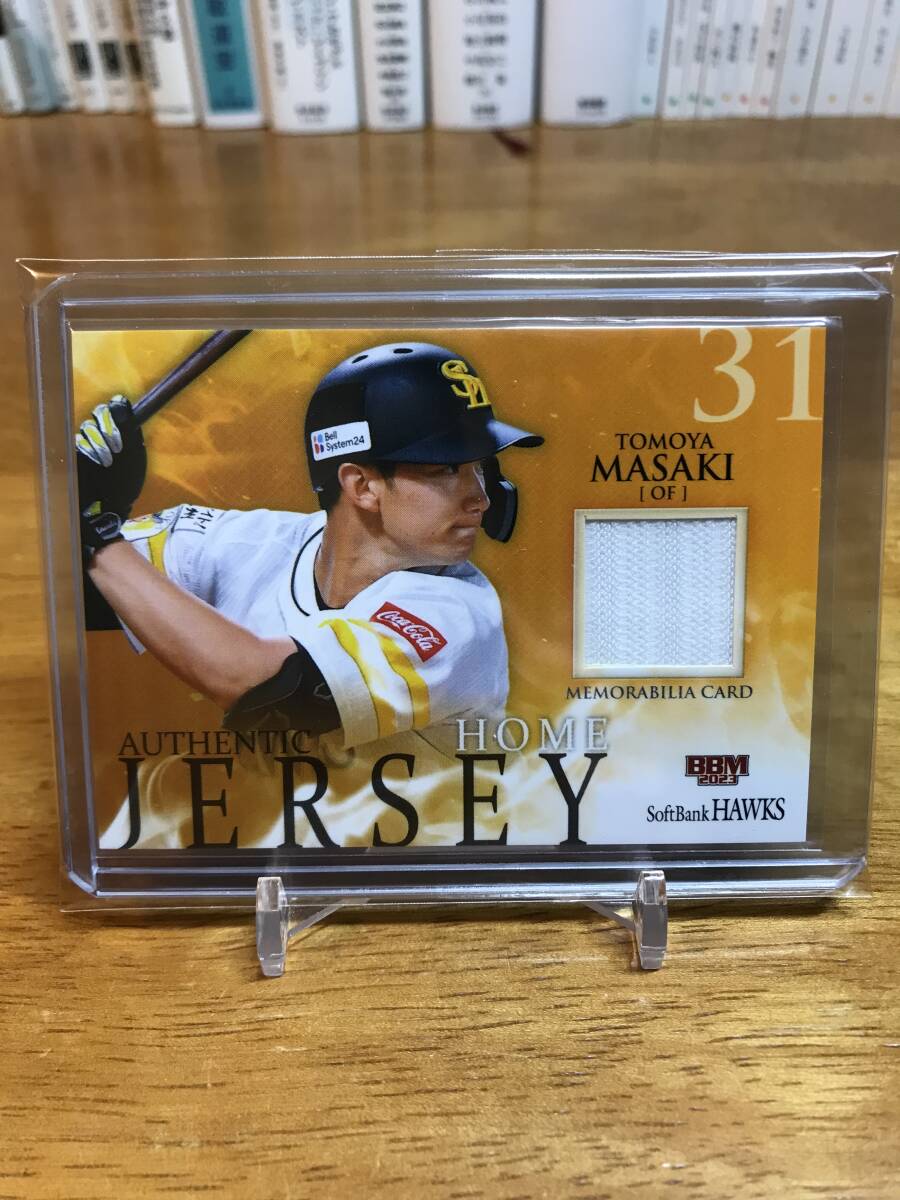 31
TOMOYA
MASAKI
[ OF ]
SH
Bell
System24
Coca-Cola
MEMORABILIA CARD
AUTHENTIC HOME
JERSEY
BBM
2023
SoftBank HAWKS